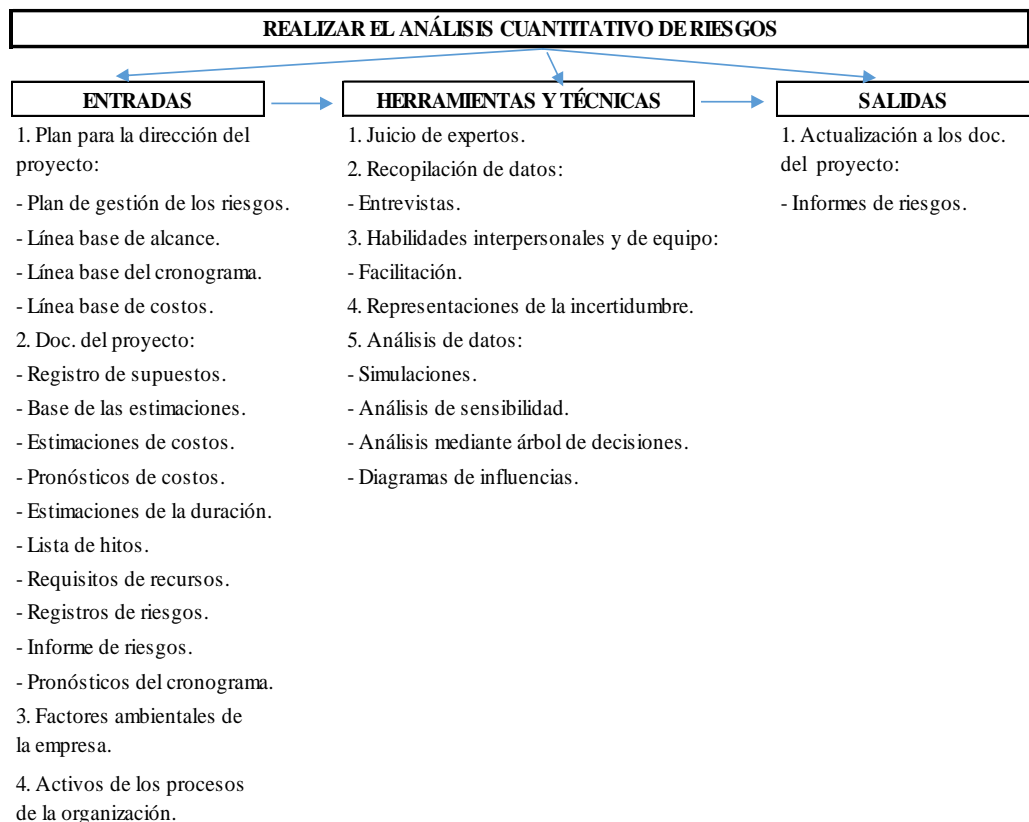 REALIZAR EL ANÁLISIS CUANTITATIVO DE RIESGOS
ENTRADAS
1. Plan para la dirección del
proyecto:
- Plan de gestión de los riesgos.
- Línea base de alcance.
- Línea base del cronograma.
- Línea base de costos.
2. Doc. del proyecto:
- Registro de supuestos.
- Base de las estimaciones.
- Estimaciones de costos.
- Pronósticos de costos.
- Estimaciones de la duración.
- Lista de hitos.
- Requisitos de recursos.
- Registros de riesgos.
- Informe de riesgos.
- Pronósticos del cronograma.
3. Factores ambientales de
la empresa.
4. Activos de los procesos
de la organización.
HERRAMIENTAS Y TÉCNICAS
1. Juicio de expertos.
2. Recopilación de datos:
- Entrevistas.
3. Habilidades interpersonales y de equipo:
- Facilitación.
4. Representaciones de la incertidumbre.
5. Análisis de datos:
- Simulaciones.
- Análisis de sensibilidad.
- Análisis mediante árbol de decisiones.
- Diagramas de influencias.
SALIDAS
1. Actualización a los doc.
del proyecto:
- Informes de riesgos.